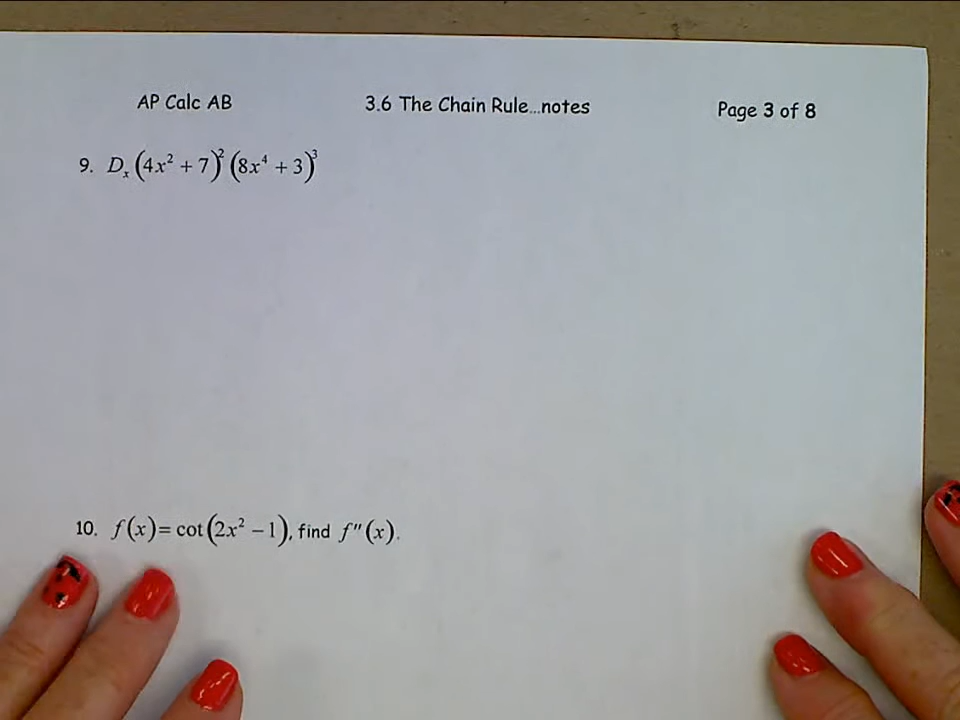 AP Calc AB 3.6 The Chain Rule...notes Page 3 of 8
9. Dₓ (4x² + 7)² (8x⁴ + 3)³
10. f(x) = cot(2x² − 1), find f″(x).